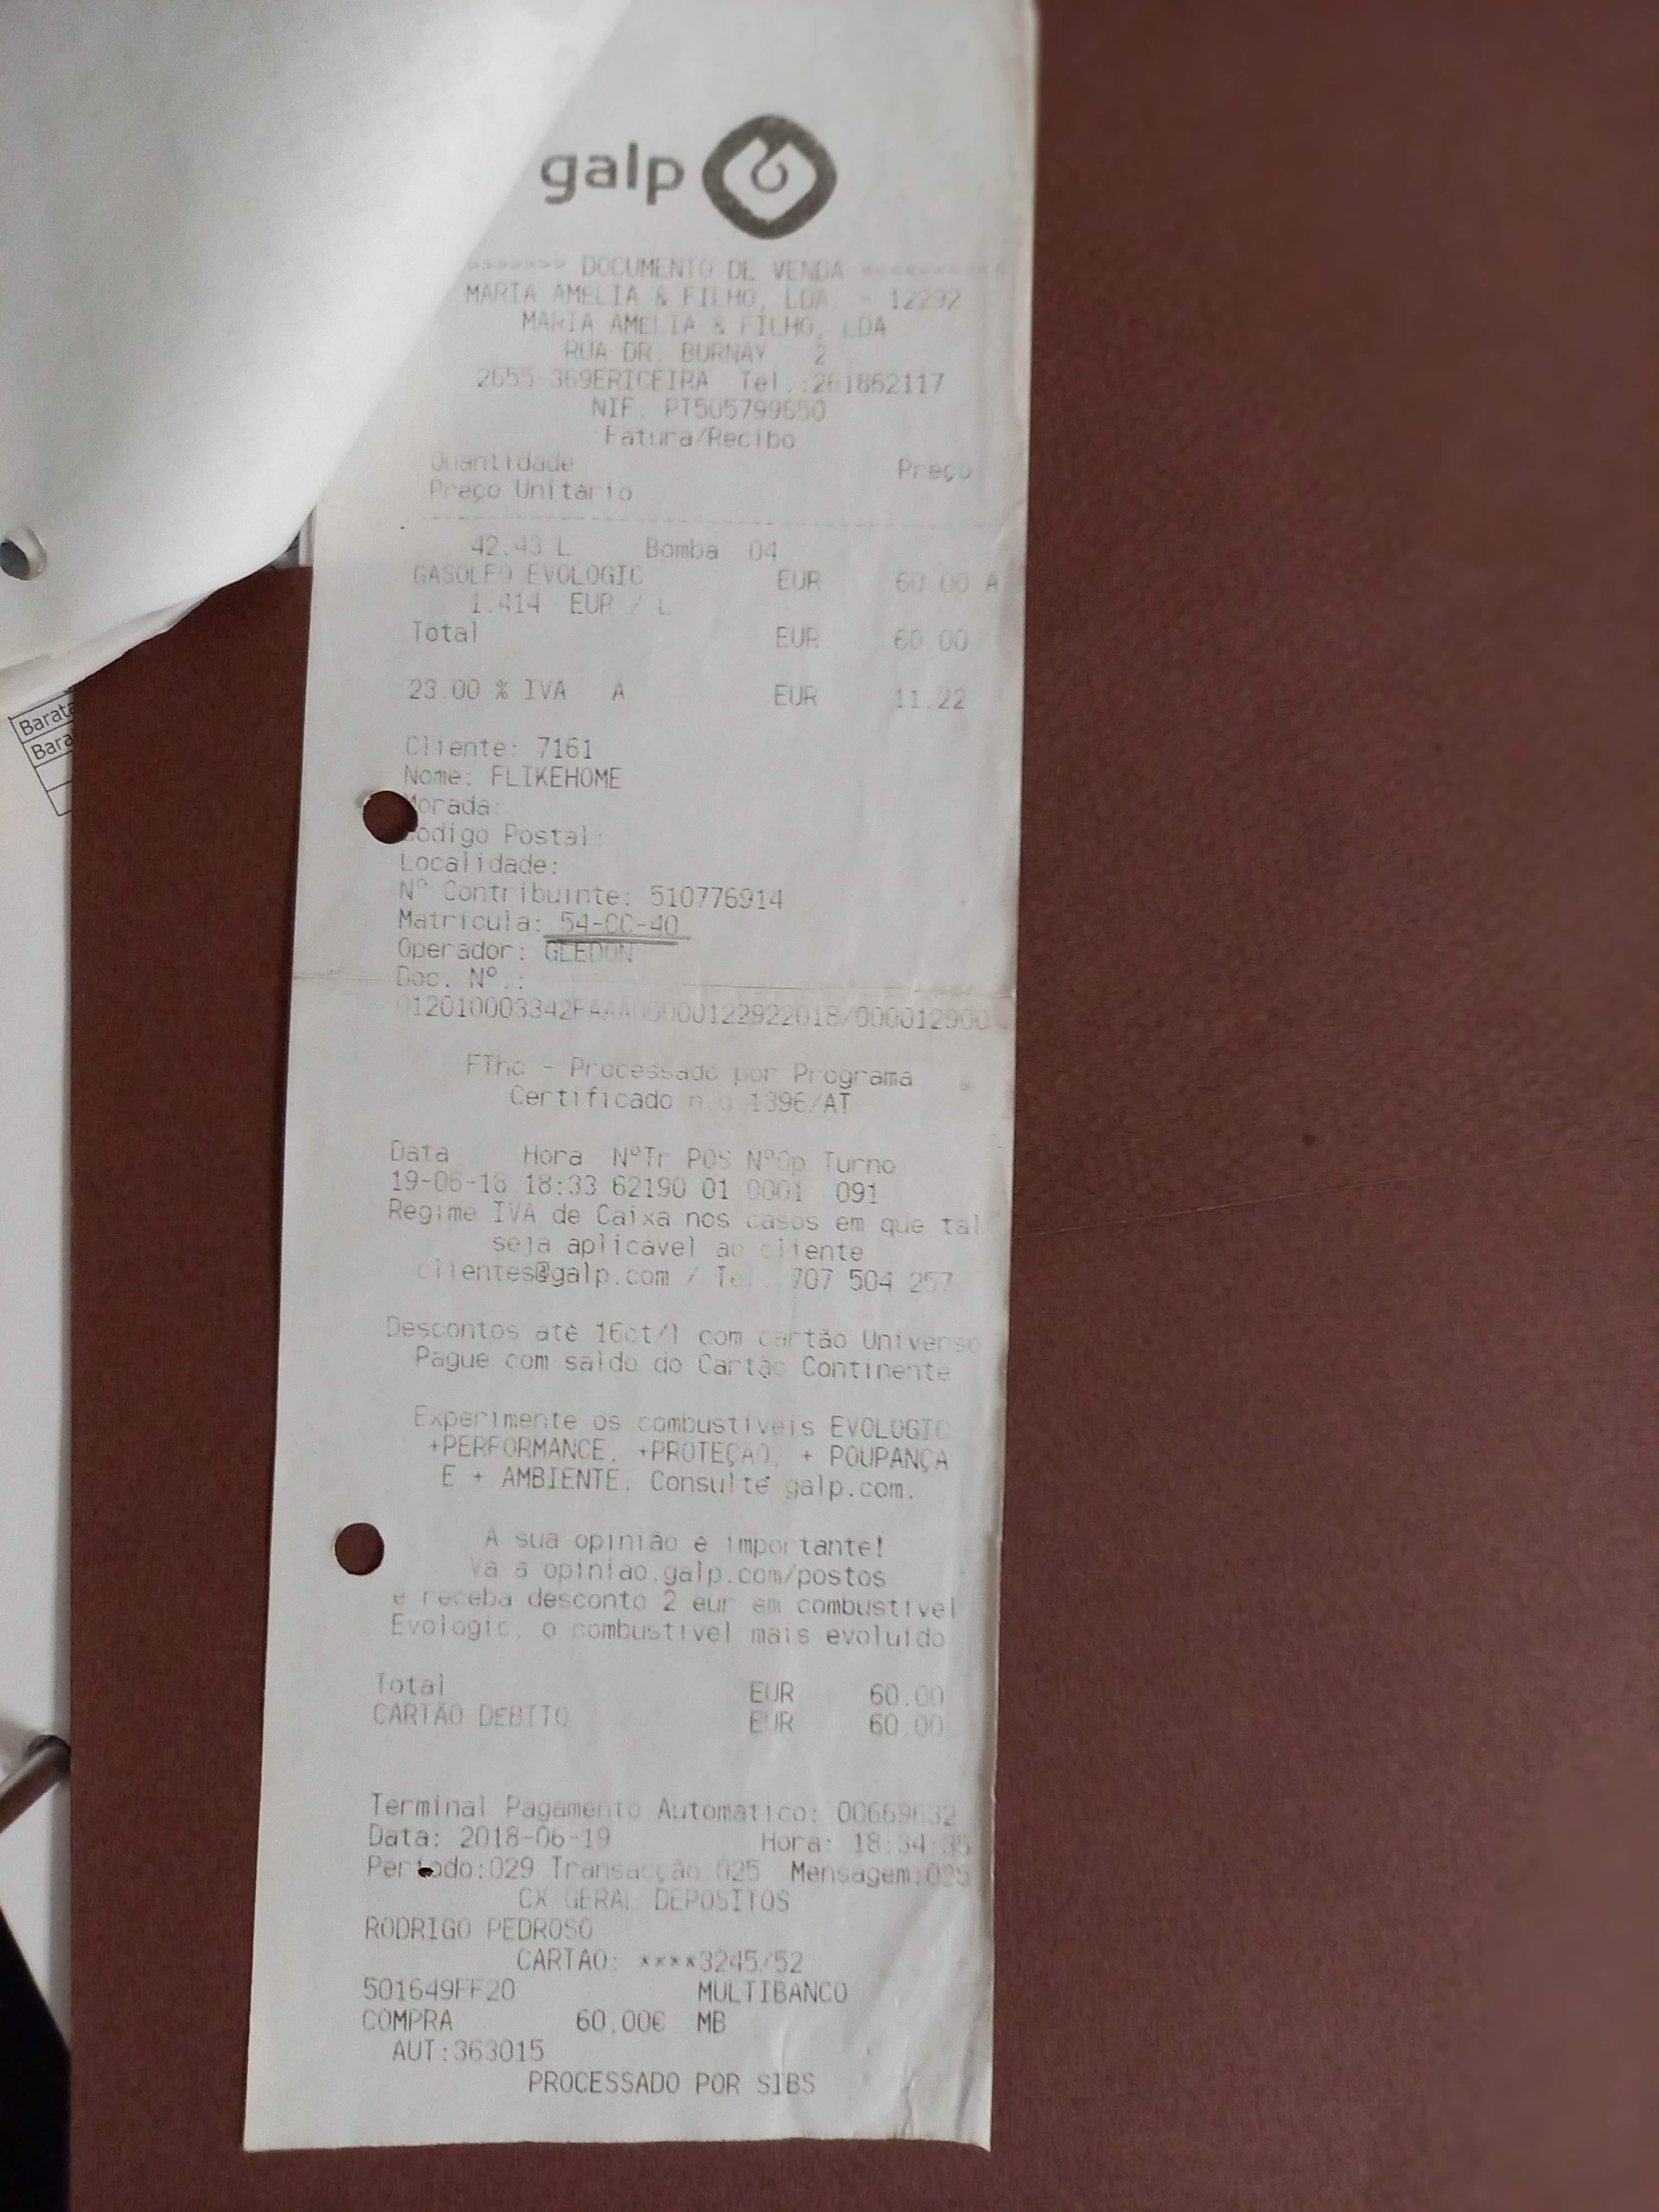 galp
>>>>>>> DOCUMENTO DE VENDA <<<<<<<<<<
MARIA AMELIA & FILHO, LDA. - 12292
MARIA AMELIA & FILHO, LDA
RUA DR. BURNAY, 2
2655-369ERICEIRA Tel.:261862117
NIF. PT505799650
Fatura/Recibo
Quantidade Preço
Preço Unitário
42.43 L Bomba 04
GASOLEO EVOLOGIC EUR 60.00 A
1.414 EUR / L
Total EUR 60.00
23.00 % IVA A EUR 11.22
Cliente: 7161
Nome: FLIKEHOME
Morada:
Codigo Postal:
Localidade:
Nº Contribuinte: 510776914
Matrícula: 54-CC-40
Operador: GLEDON
Doc. Nº.:
012010003342FAAA00000122922018/000012900
FThc - Processado por Programa
Certificado n.o 1396/AT
Data Hora NºTr POS NºOp Turno
19-06-18 18:33 62190 01 0001 091
Regime IVA de Caixa nos casos em que tal
seja aplicável ao cliente
clientes@galp.com / Tel. 707 504 257
Descontos até 16ct/l com cartão Universo
Pague com saldo do Cartão Continente
Experimente os combustíveis EVOLOGIC
+PERFORMANCE, +PROTEÇÃO, + POUPANÇA
E + AMBIENTE. Consulte galp.com.
A sua opinião é importante!
Vá a opiniao.galp.com/postos
e receba desconto 2 eur em combustível
Evologic, o combustível mais evoluído
Total EUR 60.00
CARTÃO DEBITO EUR 60.00
Terminal Pagamento Automático: 00669632
Data: 2018-06-19 Hora: 18:34:35
Período:029 Transacção:025 Mensagem:025
CX GERAL DEPOSITOS
RODRIGO PEDROSO
CARTAO: ****3245/52
501649FF20 MULTIBANCO
COMPRA 60,00€ MB
AUT:363015
PROCESSADO POR SIBS
Barata
Bara